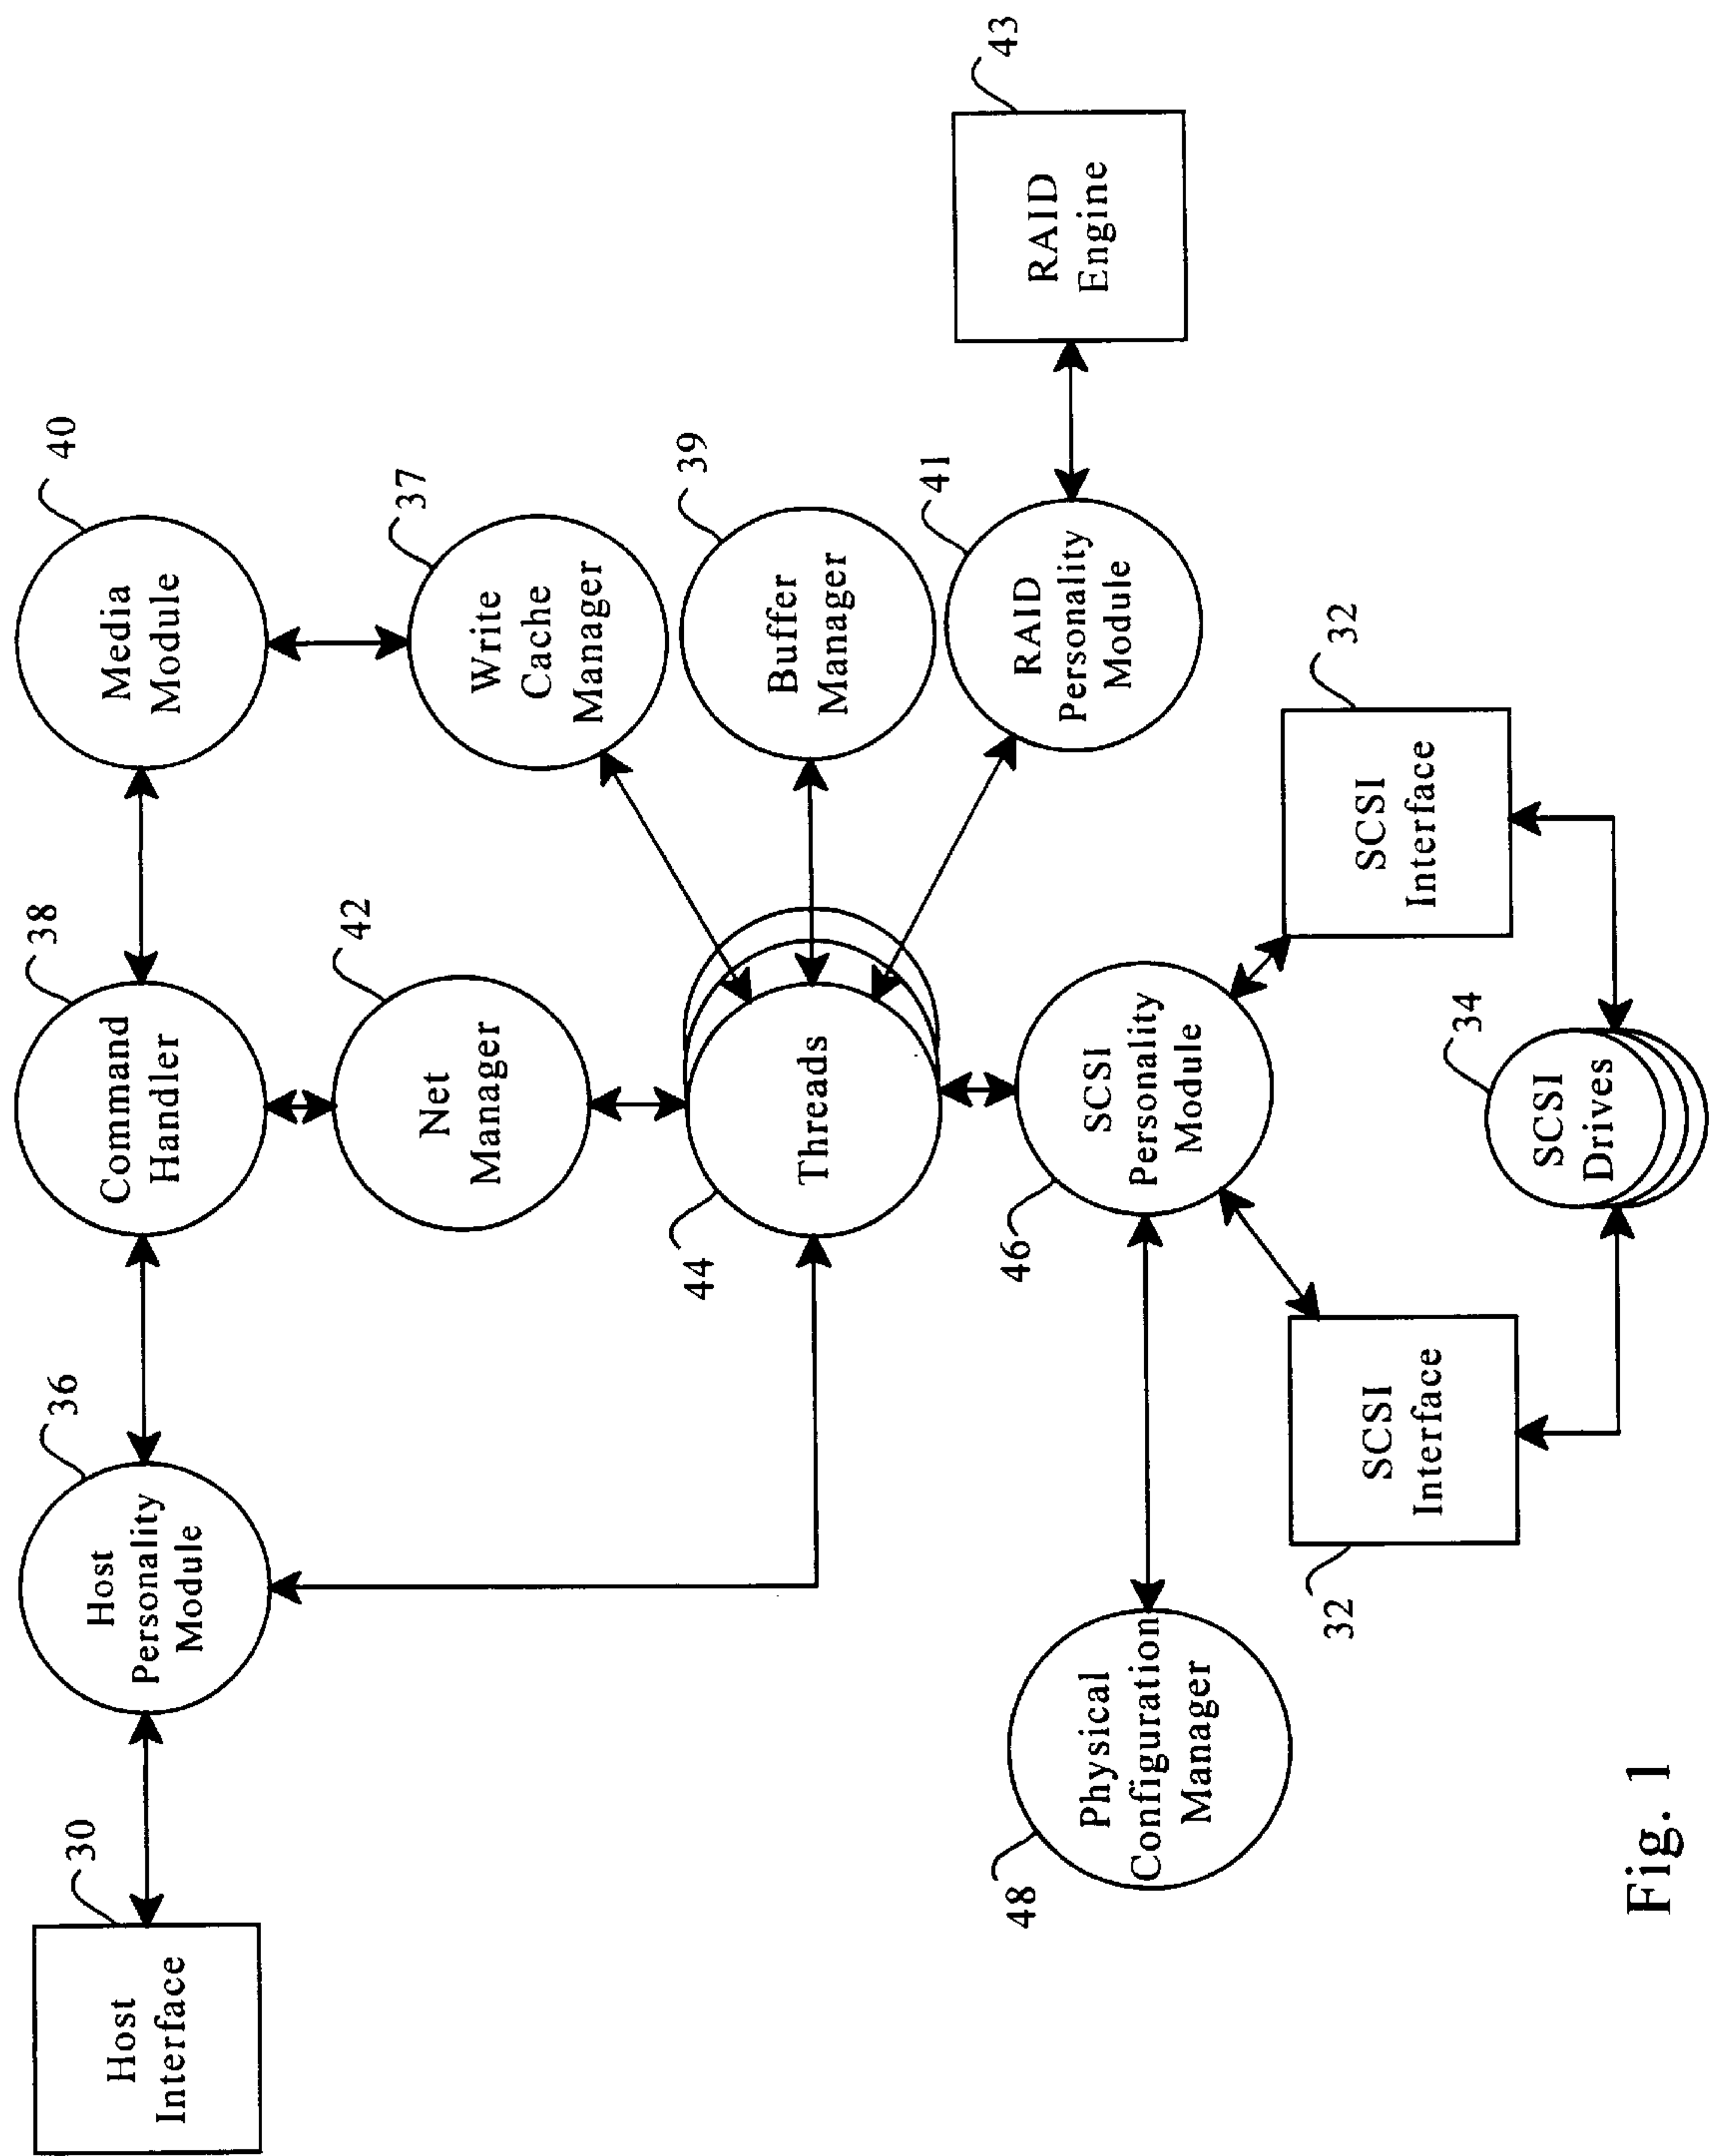 30
Host
Interface
36
Host
Personality
Module
38
Command
Handler
40
Media
Module
42
Net
Manager
37
Write
Cache
Manager
44
Threads
39
Buffer
Manager
48
Physical
Configuration
Manager
46
SCSI
Personality
Module
41
RAID
Personality
Module
43
RAID
Engine
32
SCSI
Interface
32
SCSI
Interface
34
SCSI
Drives
Fig. 1